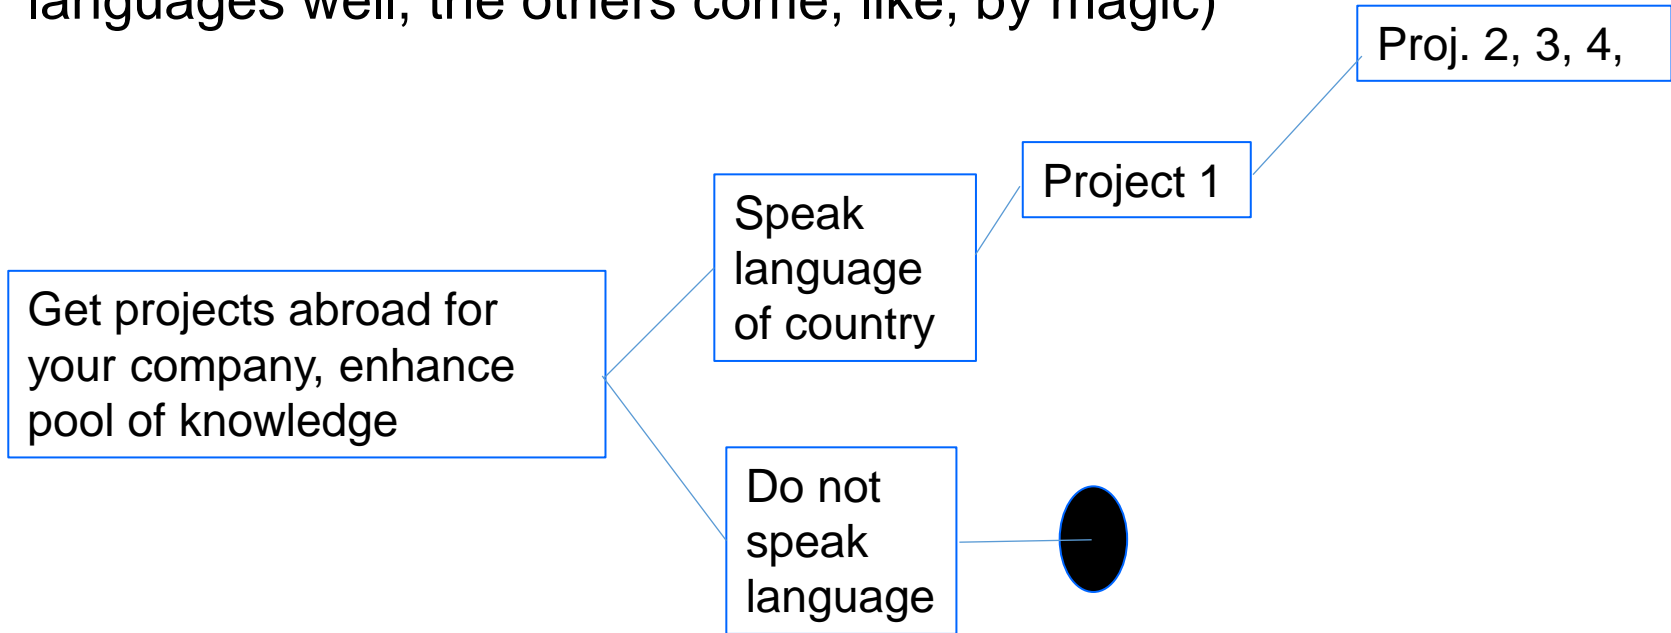 languages well, the others come, like, by magic)
Proj. 2, 3, 4,
Project 1
Speak
language
of country
Get projects abroad for
your company, enhance
pool of knowledge
Do not
speak
language